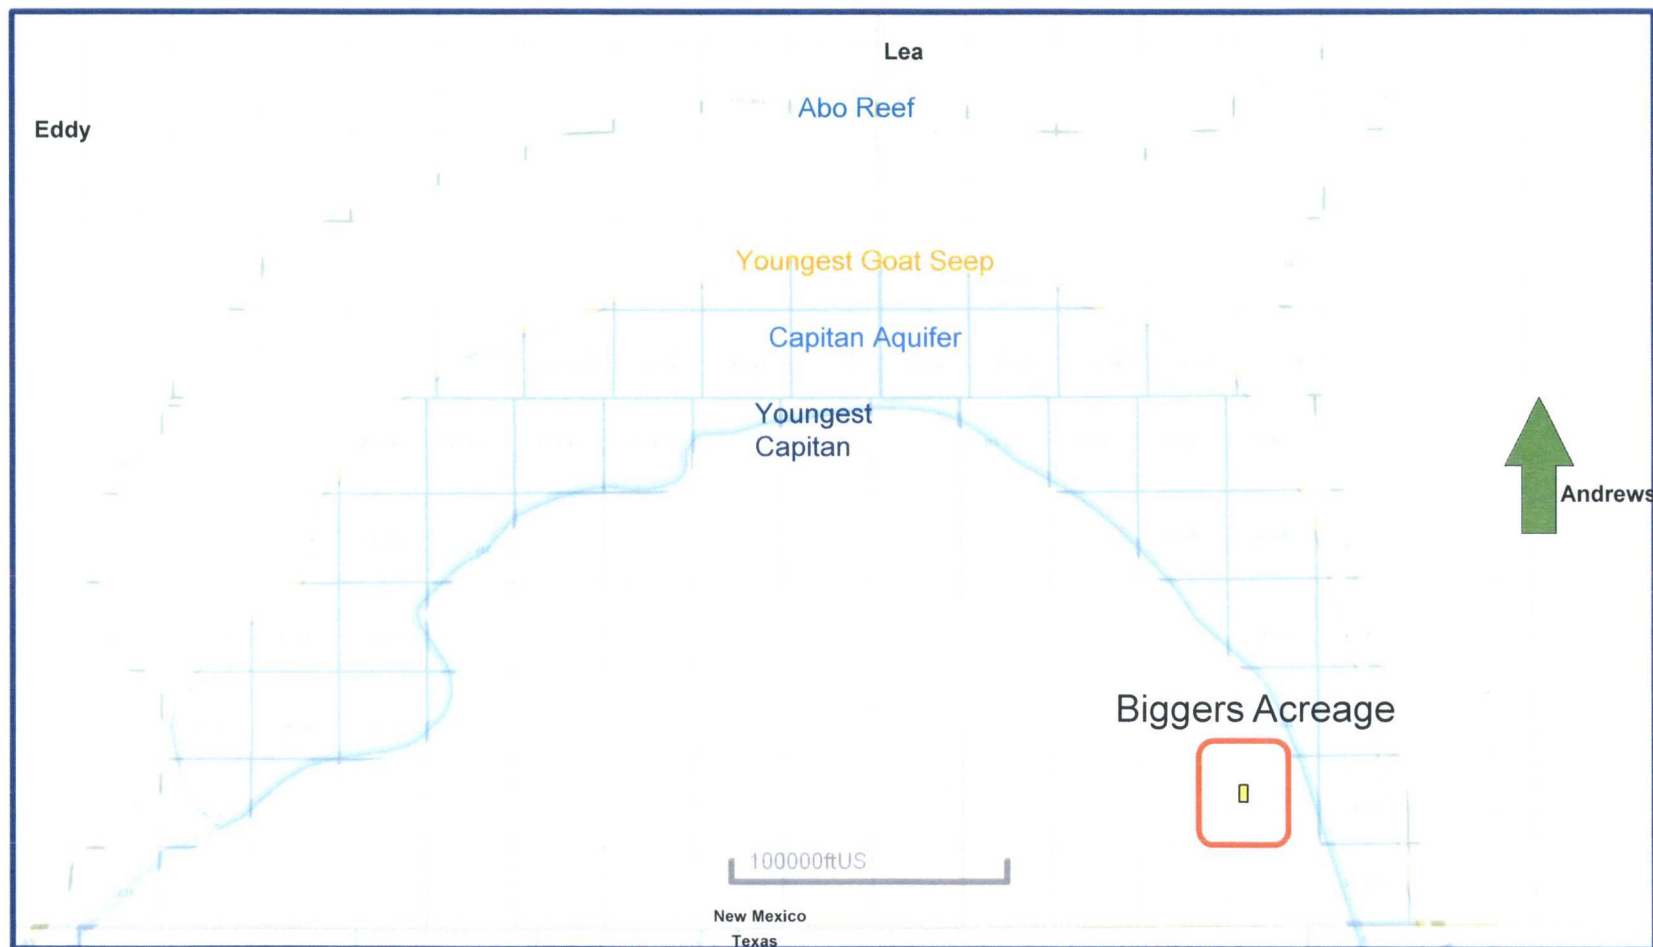 Lea
Abo Reef
Eddy
Youngest Goat Seep
Capitan Aquifer
Youngest
Capitan
Andrews
Biggers Acreage
100000ftUS
New Mexico
Texas